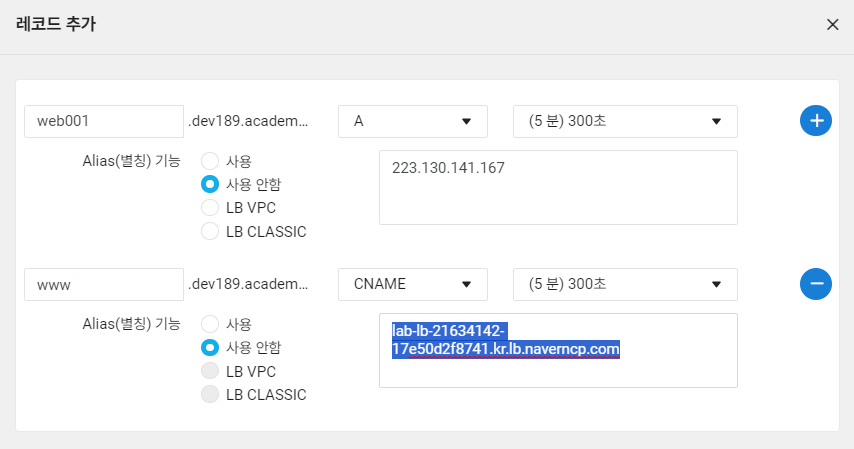 레코드 추가
web001 .dev189.academ... A (5 분) 300초
Alias(별칭) 기능
사용
사용 안함
LB VPC
LB CLASSIC
223.130.141.167
www .dev189.academ... CNAME (5 분) 300초
Alias(별칭) 기능
사용
사용 안함
LB VPC
LB CLASSIC
lab-lb-21634142-
17e50d2f8741.kr.lb.naverncp.com